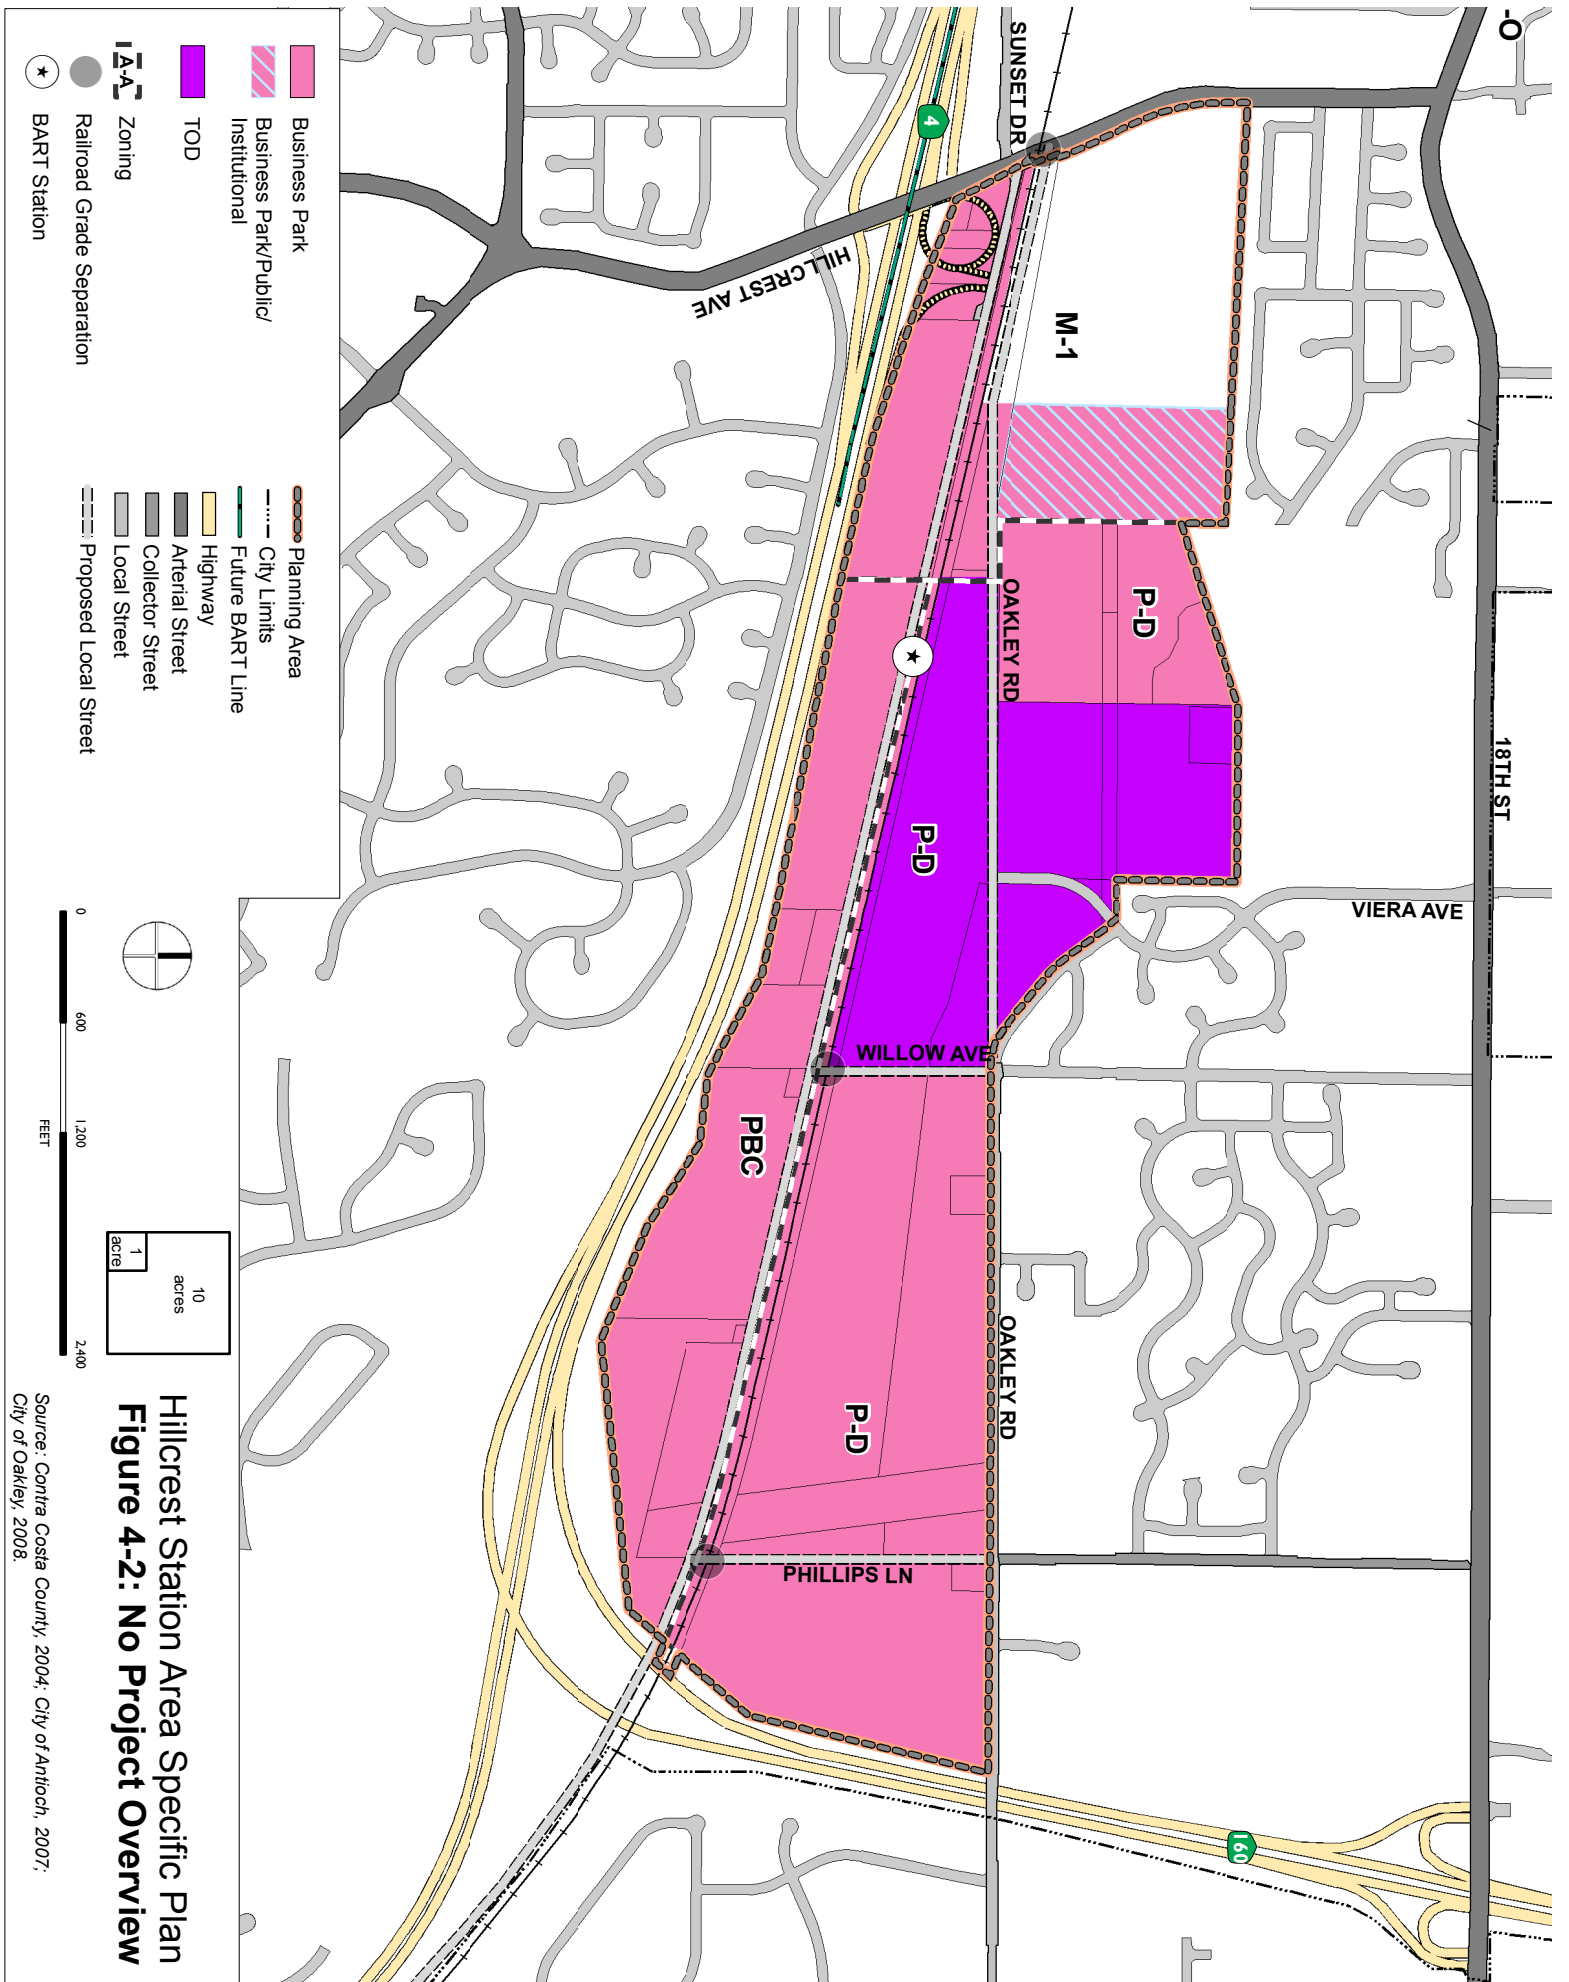 -O
SUNSET DR
4
HILLCREST AVE
M-1
OAKLEY RD
P-D
18TH ST
P-D
VIERA AVE
WILLOW AVE
PBC
OAKLEY RD
P-D
PHILLIPS LN
160
Business Park
Business Park/Public/
Institutional
TOD
A-A
Zoning
Railroad Grade Separation
BART Station
Planning Area
City Limits
Future BART Line
Highway
Arterial Street
Collector Street
Local Street
Proposed Local Street
0
600
1,200
2,400
FEET
10
acres
1
acre
Hillcrest Station Area Specific Plan
Figure 4-2: No Project Overview
Source: Contra Costa County, 2004; City of Antioch, 2007;
City of Oakley, 2008.